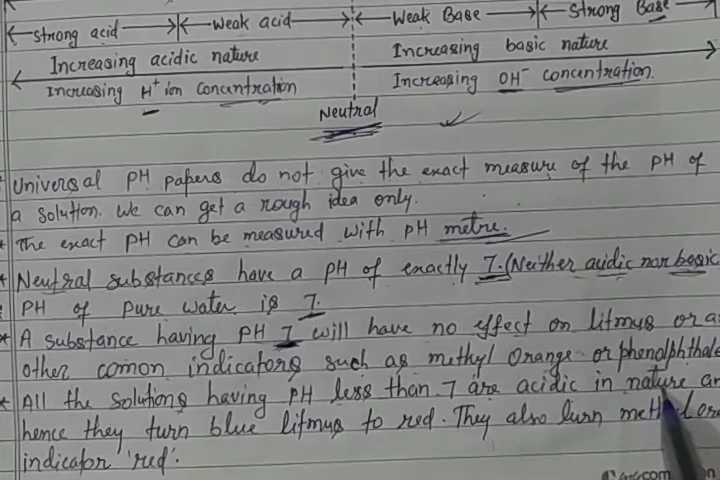 strong acid Weak acid Weak Base Strong Base
Increasing acidic nature Increasing basic nature
Increasing H⁺ ion concentration Increasing OH⁻ concentration.
Neutral
Universal PH papers do not give the exact measure of the PH of
a solution. We can get a rough idea only.
* The exact PH can be measured with PH metre.
* Neutral substances have a PH of exactly 7. (Neither acidic nor basic
PH of pure water is 7.
* A substance having PH 7 will have no effect on litmus or a
other comon indicators such as methyl orange or phenolphthale
* All the solutions having PH less than 7 are acidic in nature an
hence they turn blue litmus to red. They also turn methyl ora
indicator 'red'.